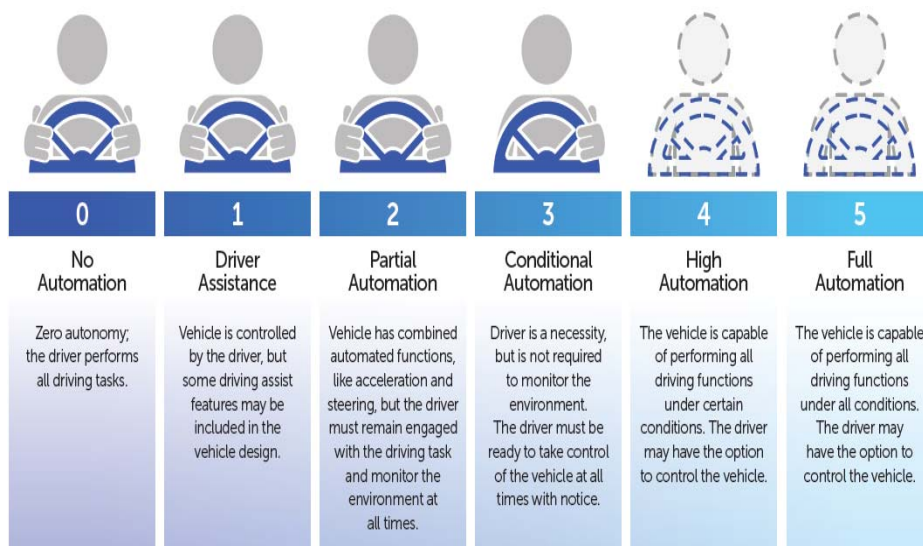 0
No
Automation
Zero autonomy;
the driver performs
all driving tasks.
1
Driver
Assistance
Vehicle is controlled
by the driver, but
some driving assist
features may be
included in the
vehicle design.
2
Partial
Automation
Vehicle has combined
automated functions,
like acceleration and
steering, but the driver
must remain engaged
with the driving task
and monitor the
environment at
all times.
3
Conditional
Automation
Driver is a necessity,
but is not required
to monitor the
environment.
The driver must be
ready to take control
of the vehicle at all
times with notice.
4
High
Automation
The vehicle is capable
of performing all
driving functions
under certain
conditions. The driver
may have the option
to control the vehicle.
5
Full
Automation
The vehicle is capable
of performing all
driving functions
under all conditions.
The driver may
have the option to
control the vehicle.